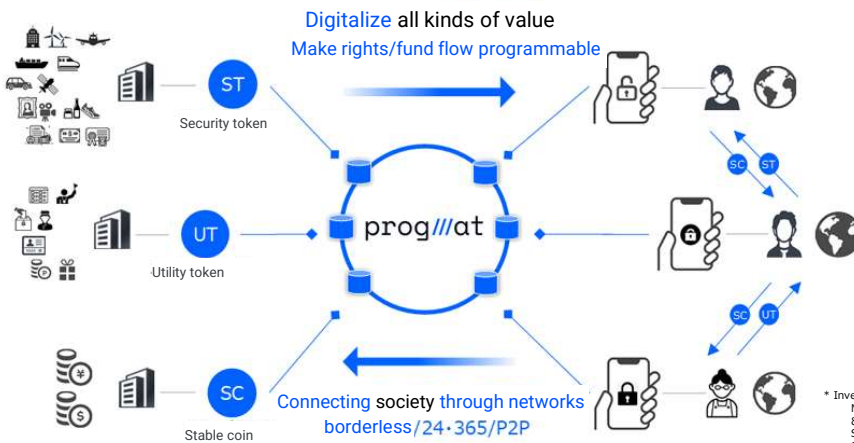 Digitalize all kinds of value
Make rights/fund flow programmable
ST
Security token
SC ST
prog///at
UT
Utility token
SC UT
¥
$
SC
Stable coin
Connecting society through networks
borderless/24・365/P2P
* Inve